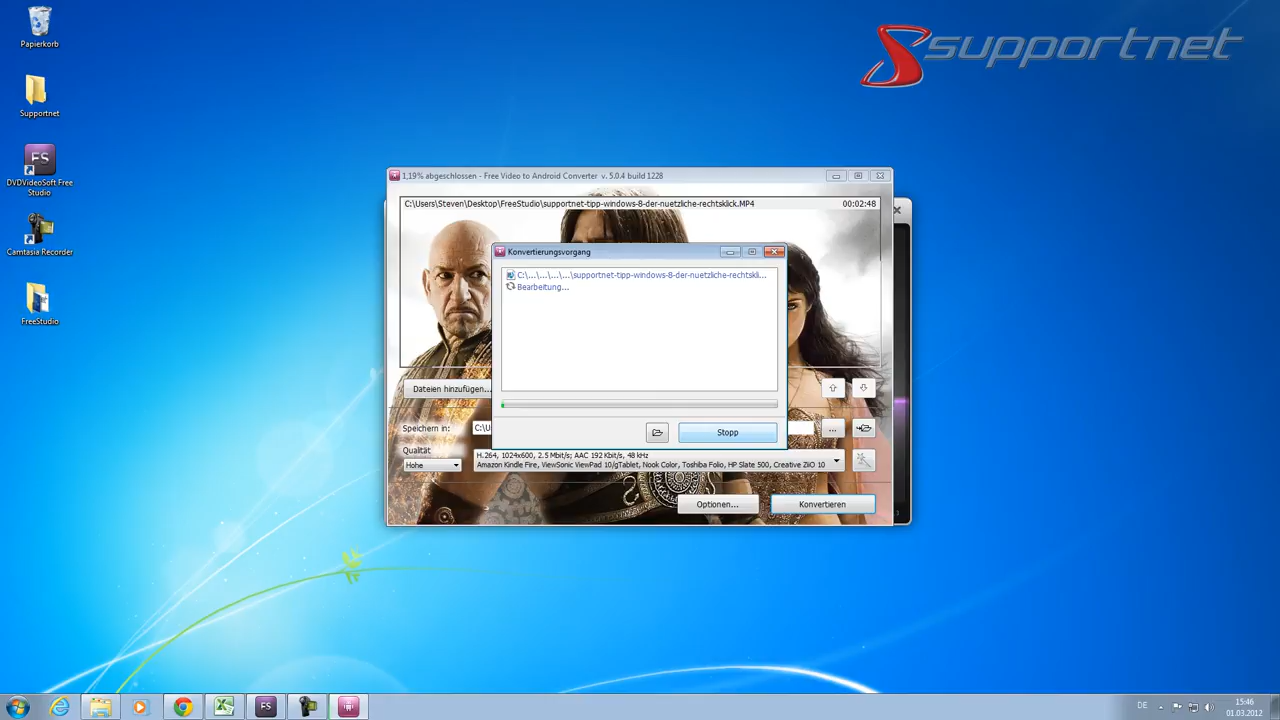 Papierkorb
Supportnet
FS
DVDVideoSoft Free
Studio
Camtasia Recorder
FreeStudio
supportnet
1,19% abgeschlossen - Free Video to Android Converter v. 5.0.4 build 1228
C:\Users\Steven\Desktop\FreeStudio\supportnet-tipp-windows-8-der-nuetzliche-rechtsklick.MP4 00:02:48
Konvertierungsvorgang
C:\...\...\...\...\supportnet-tipp-windows-8-der-nuetzliche-rechtskli...
Bearbeitung...
Dateien hinzufügen...
Speichern in: C:\U
...
Stopp
Qualität
Hohe
H.264, 1024x600, 2.5 Mbit/s; AAC 192 Kbit/s, 48 kHz
Amazon Kindle Fire, ViewSonic ViewPad 10/gTablet, Nook Color, Toshiba Folio, HP Slate 500, Creative ZiiO 10
Optionen...
Konvertieren
FS
DE
15:46
01.03.2012